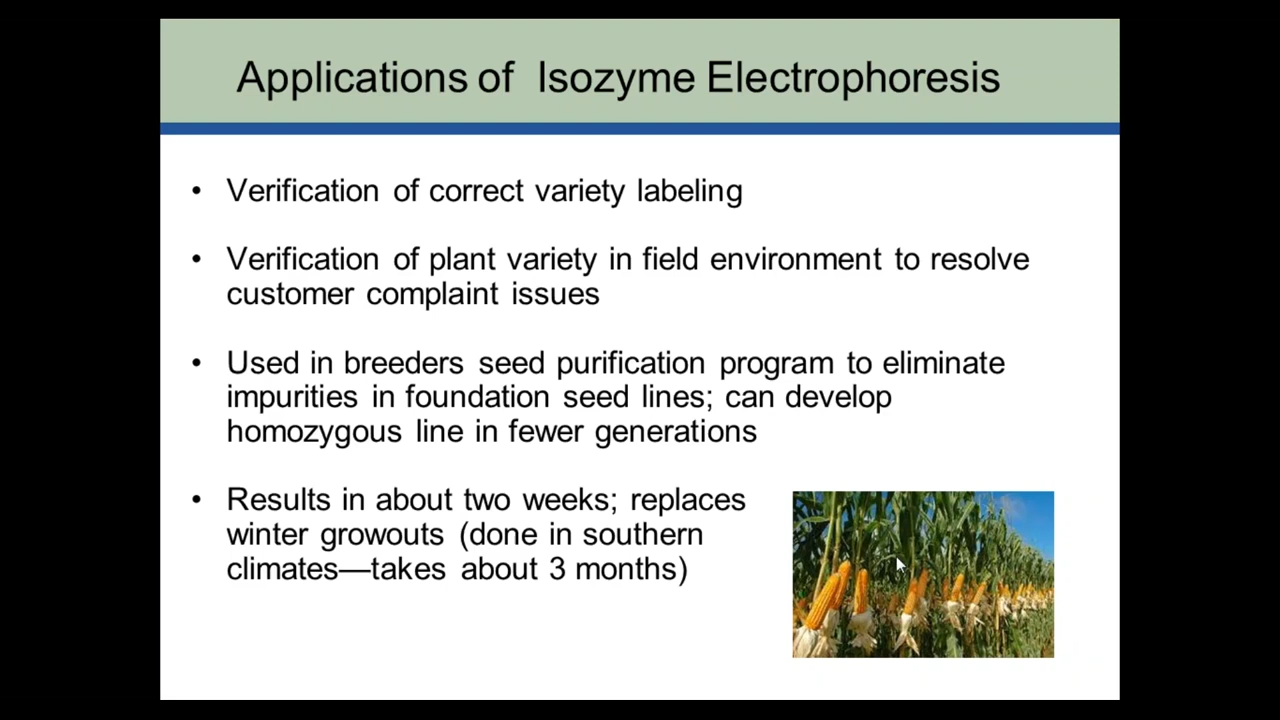 Applications of Isozyme Electrophoresis
• Verification of correct variety labeling
• Verification of plant variety in field environment to resolve
customer complaint issues
• Used in breeders seed purification program to eliminate
impurities in foundation seed lines; can develop
homozygous line in fewer generations
• Results in about two weeks; replaces
winter growouts (done in southern
climates—takes about 3 months)